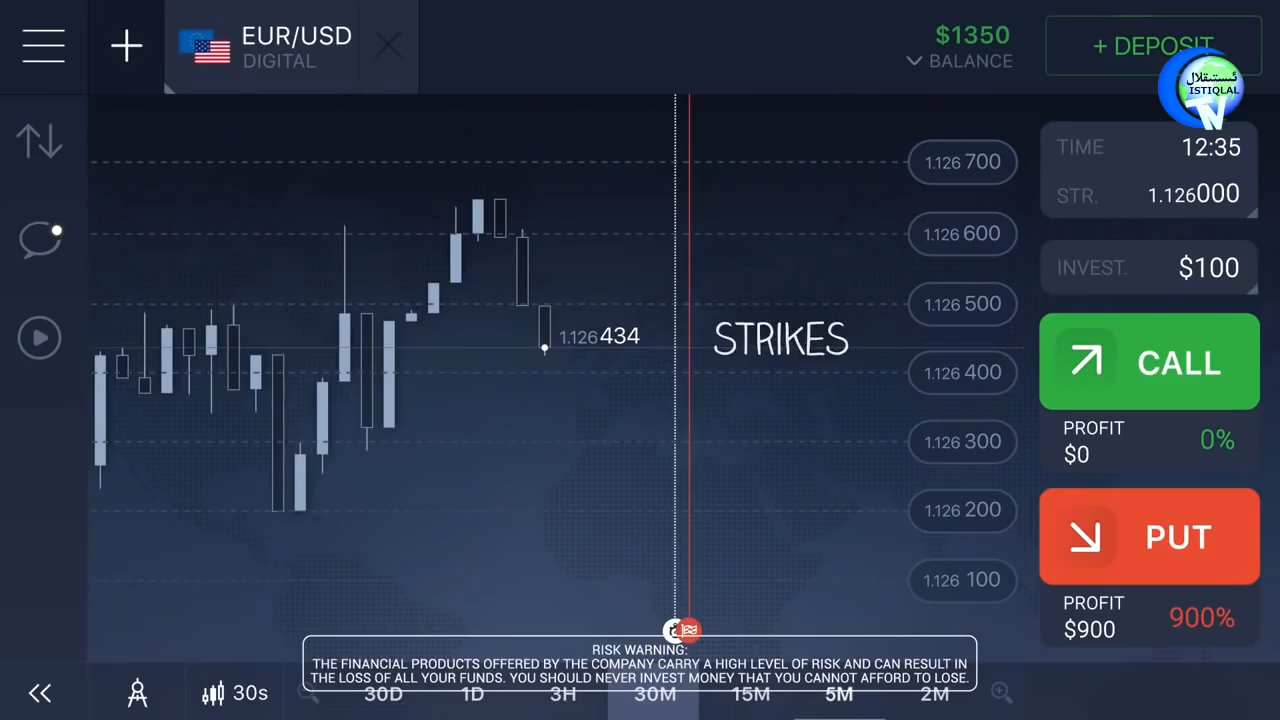 EUR/USD
DIGITAL
$1350
BALANCE
+ DEPOSIT
ئىستىقلال
ISTIQLAL
TV
TIME 12:35
STR. 1.126000
INVEST. $100
CALL
PROFIT
$0
0%
PUT
PROFIT
$900
900%
1.126 700
1.126 600
1.126 500
1.126 400
1.126 300
1.126 200
1.126 100
1.126434
STRIKES
RISK WARNING:
THE FINANCIAL PRODUCTS OFFERED BY THE COMPANY CARRY A HIGH LEVEL OF RISK AND CAN RESULT IN
THE LOSS OF ALL YOUR FUNDS. YOU SHOULD NEVER INVEST MONEY THAT YOU CANNOT AFFORD TO LOSE.
30s 30D 1D 3H 30M 15M 5M 2M